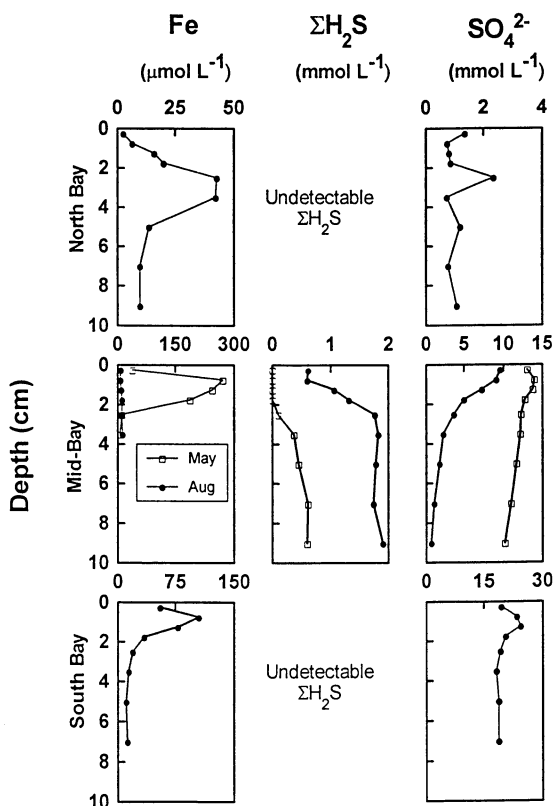 Fe ΣH₂S SO₄²⁻
(μmol L⁻¹) (mmol L⁻¹) (mmol L⁻¹)
0 25 50 0 2 4
0
2
4
6
8
10
North Bay
Undetectable
ΣH₂S
0 150 300 0 1 2 0 5 10 15
0
2
4
6
8
10
Depth (cm)
Mid-Bay
May
Aug
0 75 150 0 15 30
0
2
4
6
8
10
South Bay
Undetectable
ΣH₂S